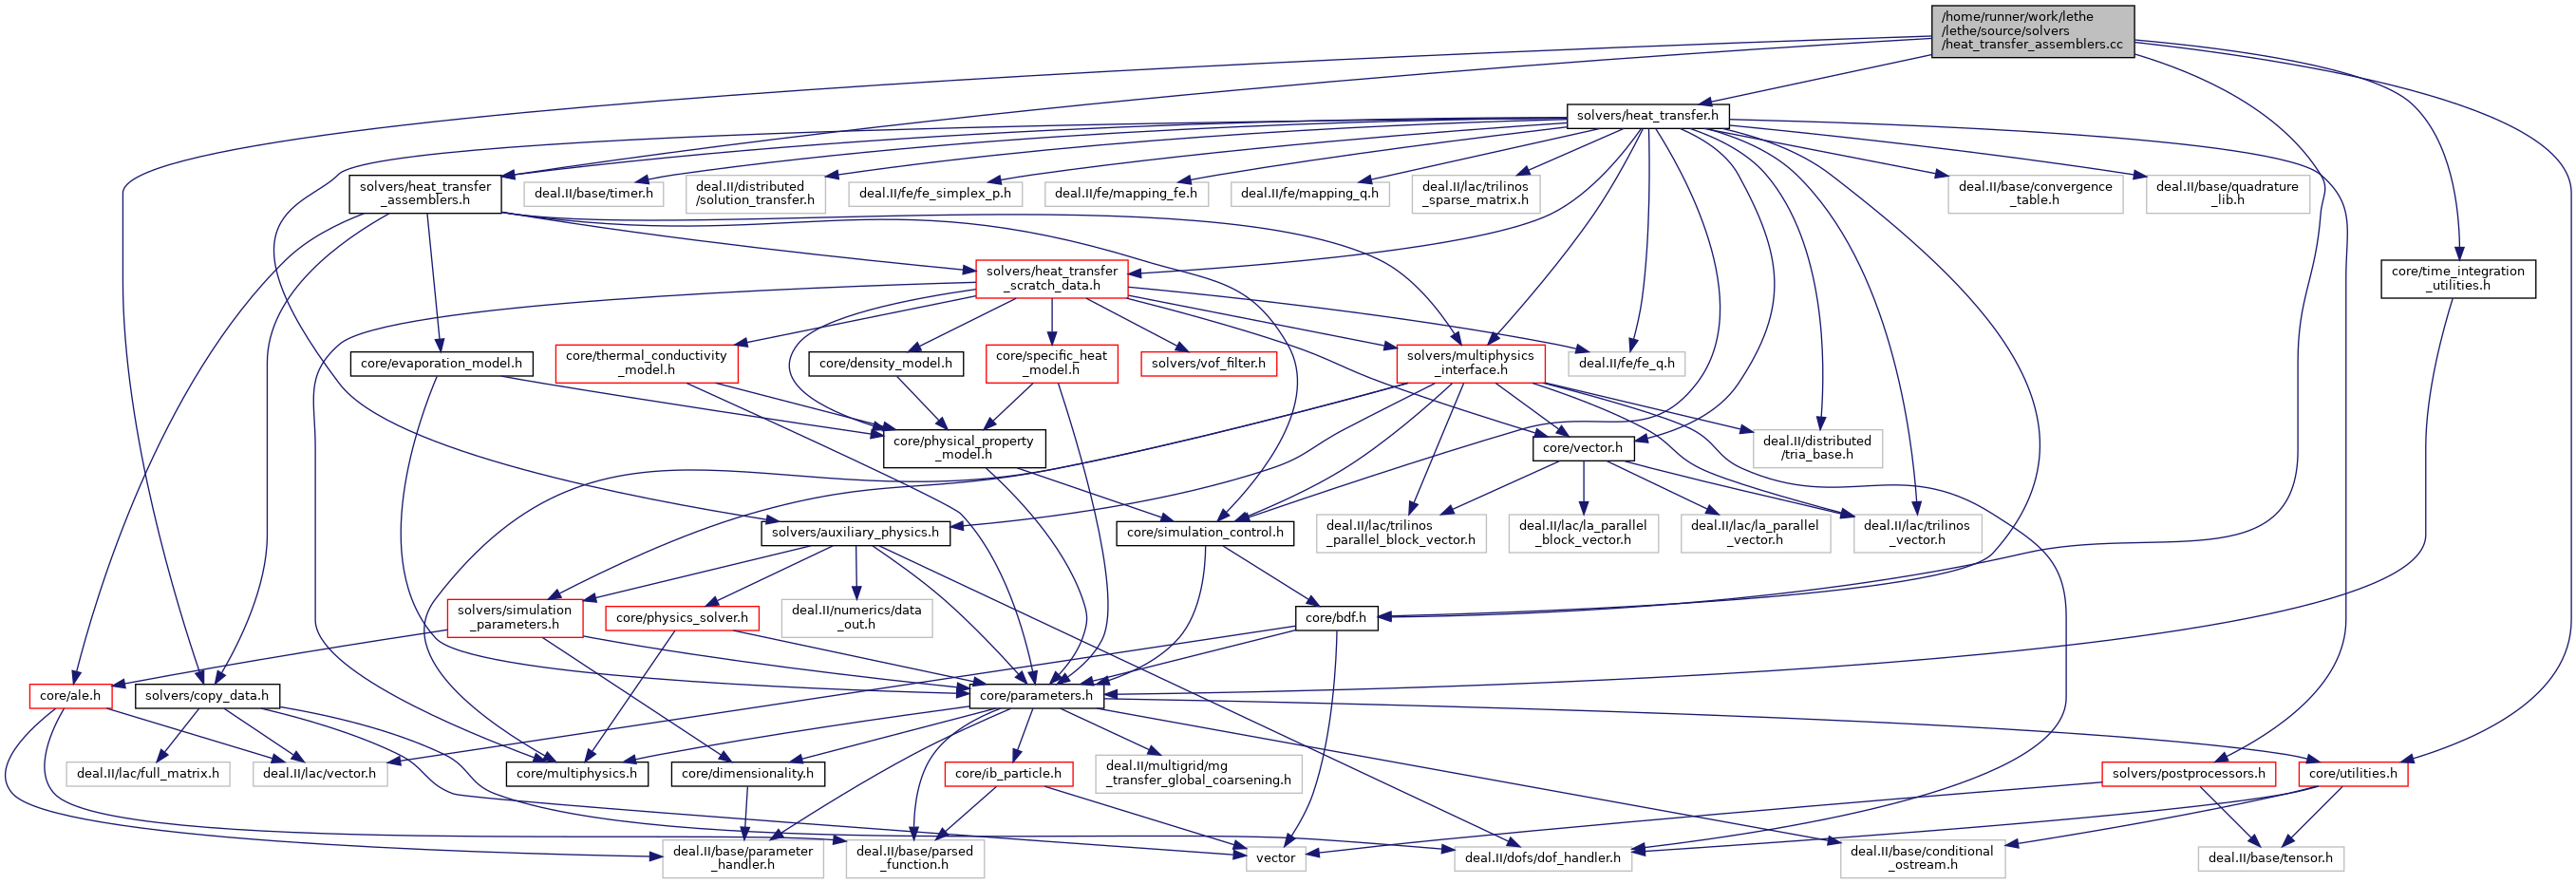 /home/runner/work/lethe
/lethe/source/solvers
/heat_transfer_assemblers.cc
solvers/heat_transfer.h
solvers/heat_transfer
_assemblers.h
deal.II/base/timer.h
deal.II/distributed
/solution_transfer.h
deal.II/fe/fe_simplex_p.h
deal.II/fe/mapping_fe.h
deal.II/fe/mapping_q.h
deal.II/lac/trilinos
_sparse_matrix.h
deal.II/base/convergence
_table.h
deal.II/base/quadrature
_lib.h
solvers/heat_transfer
_scratch_data.h
core/time_integration
_utilities.h
core/evaporation_model.h
core/thermal_conductivity
_model.h
core/density_model.h
core/specific_heat
_model.h
solvers/vof_filter.h
solvers/multiphysics
_interface.h
deal.II/fe/fe_q.h
core/physical_property
_model.h
core/vector.h
deal.II/distributed
/tria_base.h
solvers/auxiliary_physics.h
core/simulation_control.h
deal.II/lac/trilinos
_parallel_block_vector.h
deal.II/lac/la_parallel
_block_vector.h
deal.II/lac/la_parallel
_vector.h
deal.II/lac/trilinos
_vector.h
solvers/simulation
_parameters.h
core/physics_solver.h
deal.II/numerics/data
_out.h
core/bdf.h
core/ale.h
solvers/copy_data.h
core/parameters.h
deal.II/lac/full_matrix.h
deal.II/lac/vector.h
core/multiphysics.h
core/dimensionality.h
core/ib_particle.h
deal.II/multigrid/mg
_transfer_global_coarsening.h
solvers/postprocessors.h
core/utilities.h
deal.II/base/parameter
_handler.h
deal.II/base/parsed
_function.h
vector
deal.II/dofs/dof_handler.h
deal.II/base/conditional
_ostream.h
deal.II/base/tensor.h